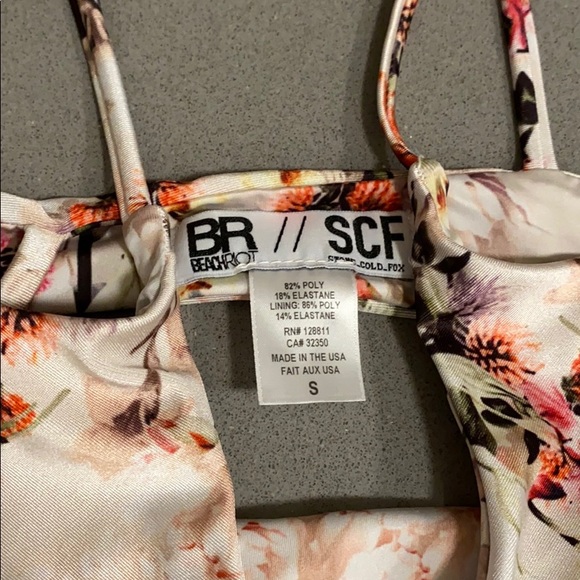 BR // SCF
BEACHRIOT STONE_COLD_FOX
82% POLY
18% ELASTANE
LINING: 86% POLY
14% ELASTANE
RN# 128811
CA# 32350
MADE IN THE USA
FAIT AUX USA
S